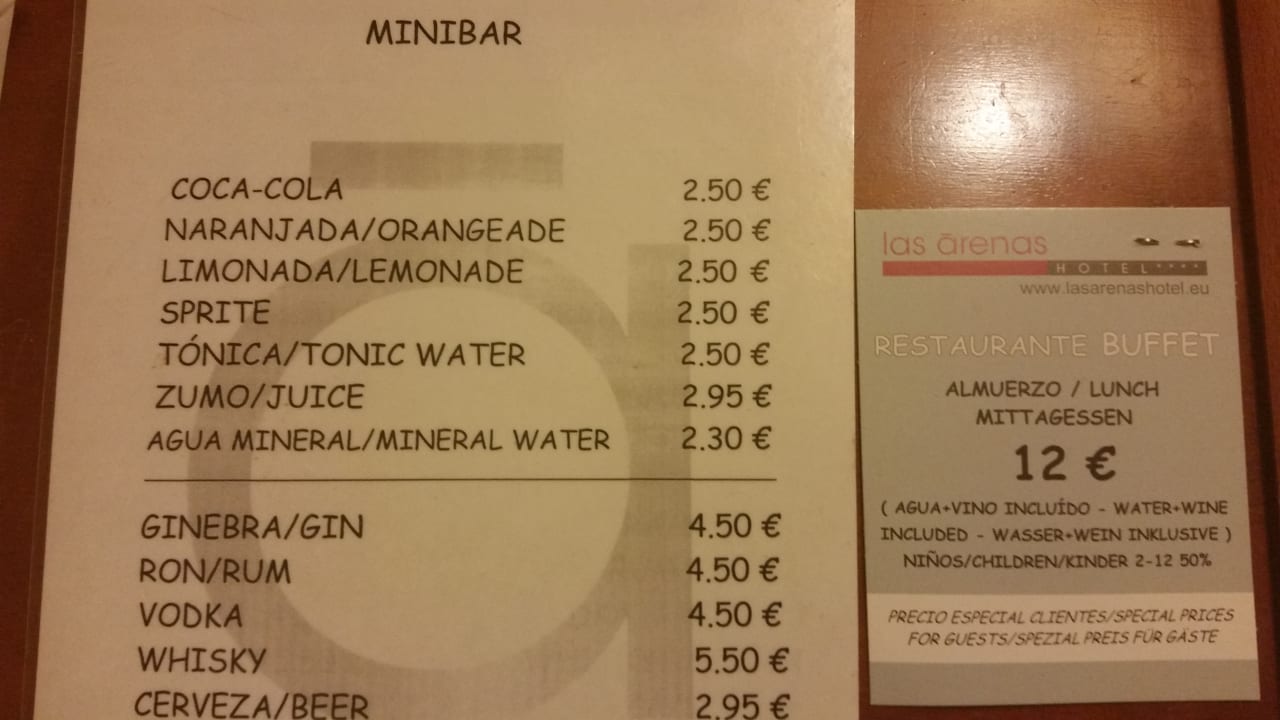 MINIBAR
COCA-COLA 2.50 €
NARANJADA/ORANGEADE 2.50 €
LIMONADA/LEMONADE 2.50 €
SPRITE 2.50 €
TÓNICA/TONIC WATER 2.50 €
ZUMO/JUICE 2.95 €
AGUA MINERAL/MINERAL WATER 2.30 €
GINEBRA/GIN 4.50 €
RON/RUM 4.50 €
VODKA 4.50 €
WHISKY 5.50 €
CERVEZA/BEER 2.95 €
las ārenas
HOTEL****
www.lasarenashotel.eu
RESTAURANTE BUFFET
ALMUERZO / LUNCH
MITTAGESSEN
12 €
( AGUA+VINO INCLUÍDO - WATER+WINE
INCLUDED - WASSER+WEIN INKLUSIVE )
NIÑOS/CHILDREN/KINDER 2-12 50%
PRECIO ESPECIAL CLIENTES/SPECIAL PRICES
FOR GUESTS/SPEZIAL PREIS FÜR GÄSTE